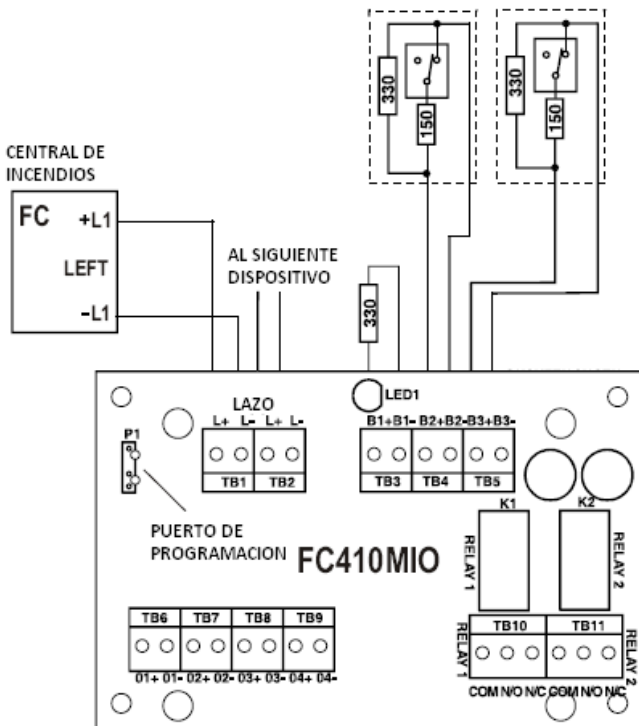 330
150
330
150
CENTRAL DE
INCENDIOS
FC +L1
LEFT
-L1
AL SIGUIENTE
DISPOSITIVO
330
LED1
LAZO
L+ L- L+ L-
B1+B1- B2+B2-B3+B3-
P1
TB1 TB2
TB3 TB4 TB5
PUERTO DE
PROGRAMACION
FC410MIO
K1 K2
RELAY 1
RELAY 2
TB6 TB7 TB8 TB9
TB10 TB11
RELAY 1
RELAY 2
01+ 01- 02+ 02- 03+ 03- 04+ 04-
COM N/O N/C COM N/O N/C